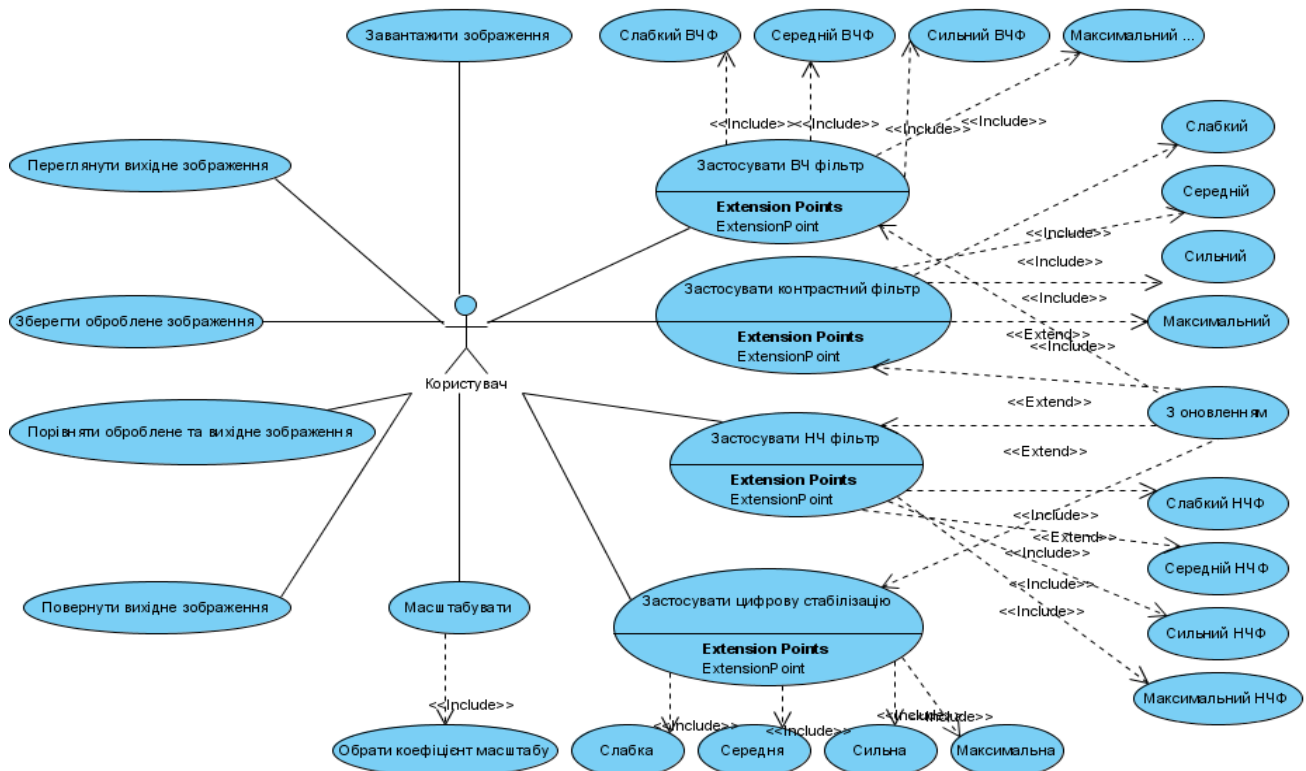 Завантажити зображення
Слабкий ВЧФ
Середній ВЧФ
Сильний ВЧФ
Максимальний ...
<<Include>>
<<Include>>
<<Include>>
<<Include>>
Слабкий
Переглянути вихідне зображення
Застосувати ВЧ фільтр
Extension Points
ExtensionPoint
Середній
<<Include>>
Сильний
<<Include>>
Застосувати контрастний фільтр
Extension Points
ExtensionPoint
<<Include>>
Зберегти оброблене зображення
Максимальний
<<Extend>>
<<Include>>
Користувач
<<Extend>>
З оновленням
Порівняти оброблене та вихідне зображення
Застосувати НЧ фільтр
Extension Points
ExtensionPoint
<<Extend>>
Слабкий НЧФ
<<Include>>
<<Extend>>
<<Include>>
Середній НЧФ
<<Include>>
<<Include>>
Повернути вихідне зображення
Масштабувати
Застосувати цифрову стабілізацію
Extension Points
ExtensionPoint
Сильний НЧФ
Максимальний НЧФ
<<Include>>
<<Include>>
<<Include>>
<<Include>>
<<Include>>
Обрати коефіцієнт масштабу
Слабка
Середня
Сильна
Максимальна